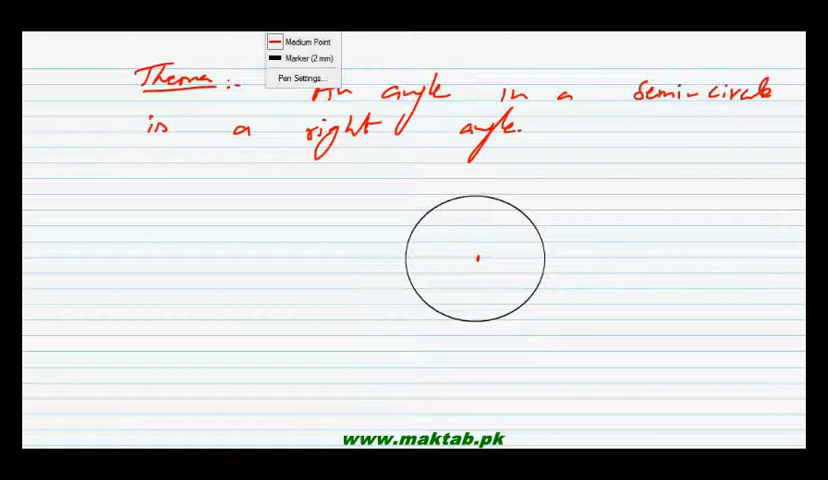 Medium Point
Marker (2 mm)
Pen Settings...
Theorem :- An angle in a semi-circle
is a right angle.
www.maktab.pk